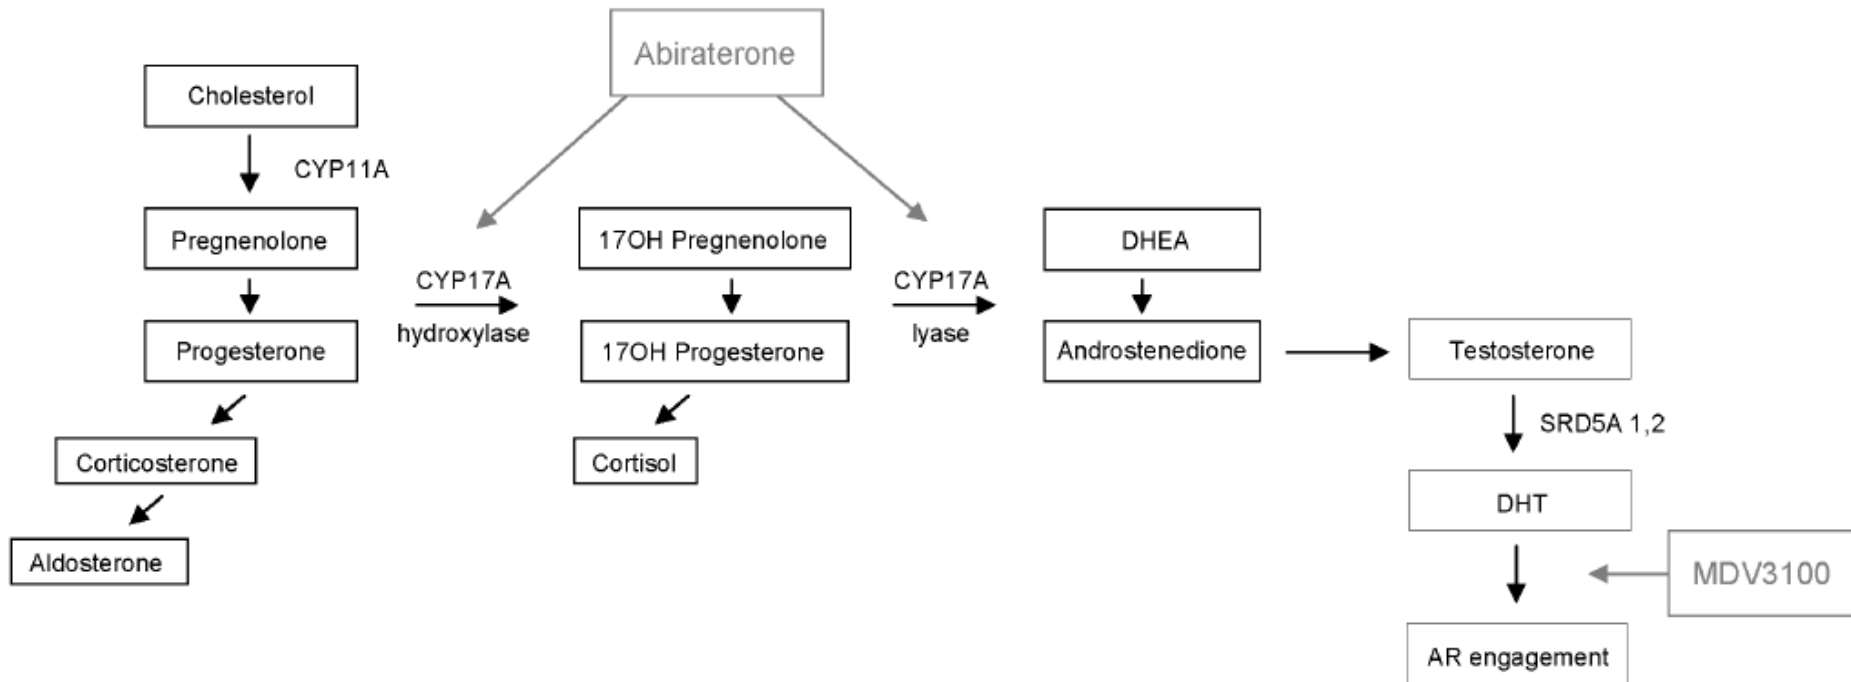 Abiraterone
Cholesterol
CYP11A
Pregnenolone
17OH Pregnenolone
DHEA
CYP17A
hydroxylase
CYP17A
lyase
Progesterone
17OH Progesterone
Androstenedione
Testosterone
SRD5A 1,2
Corticosterone
Cortisol
DHT
Aldosterone
MDV3100
AR engagement